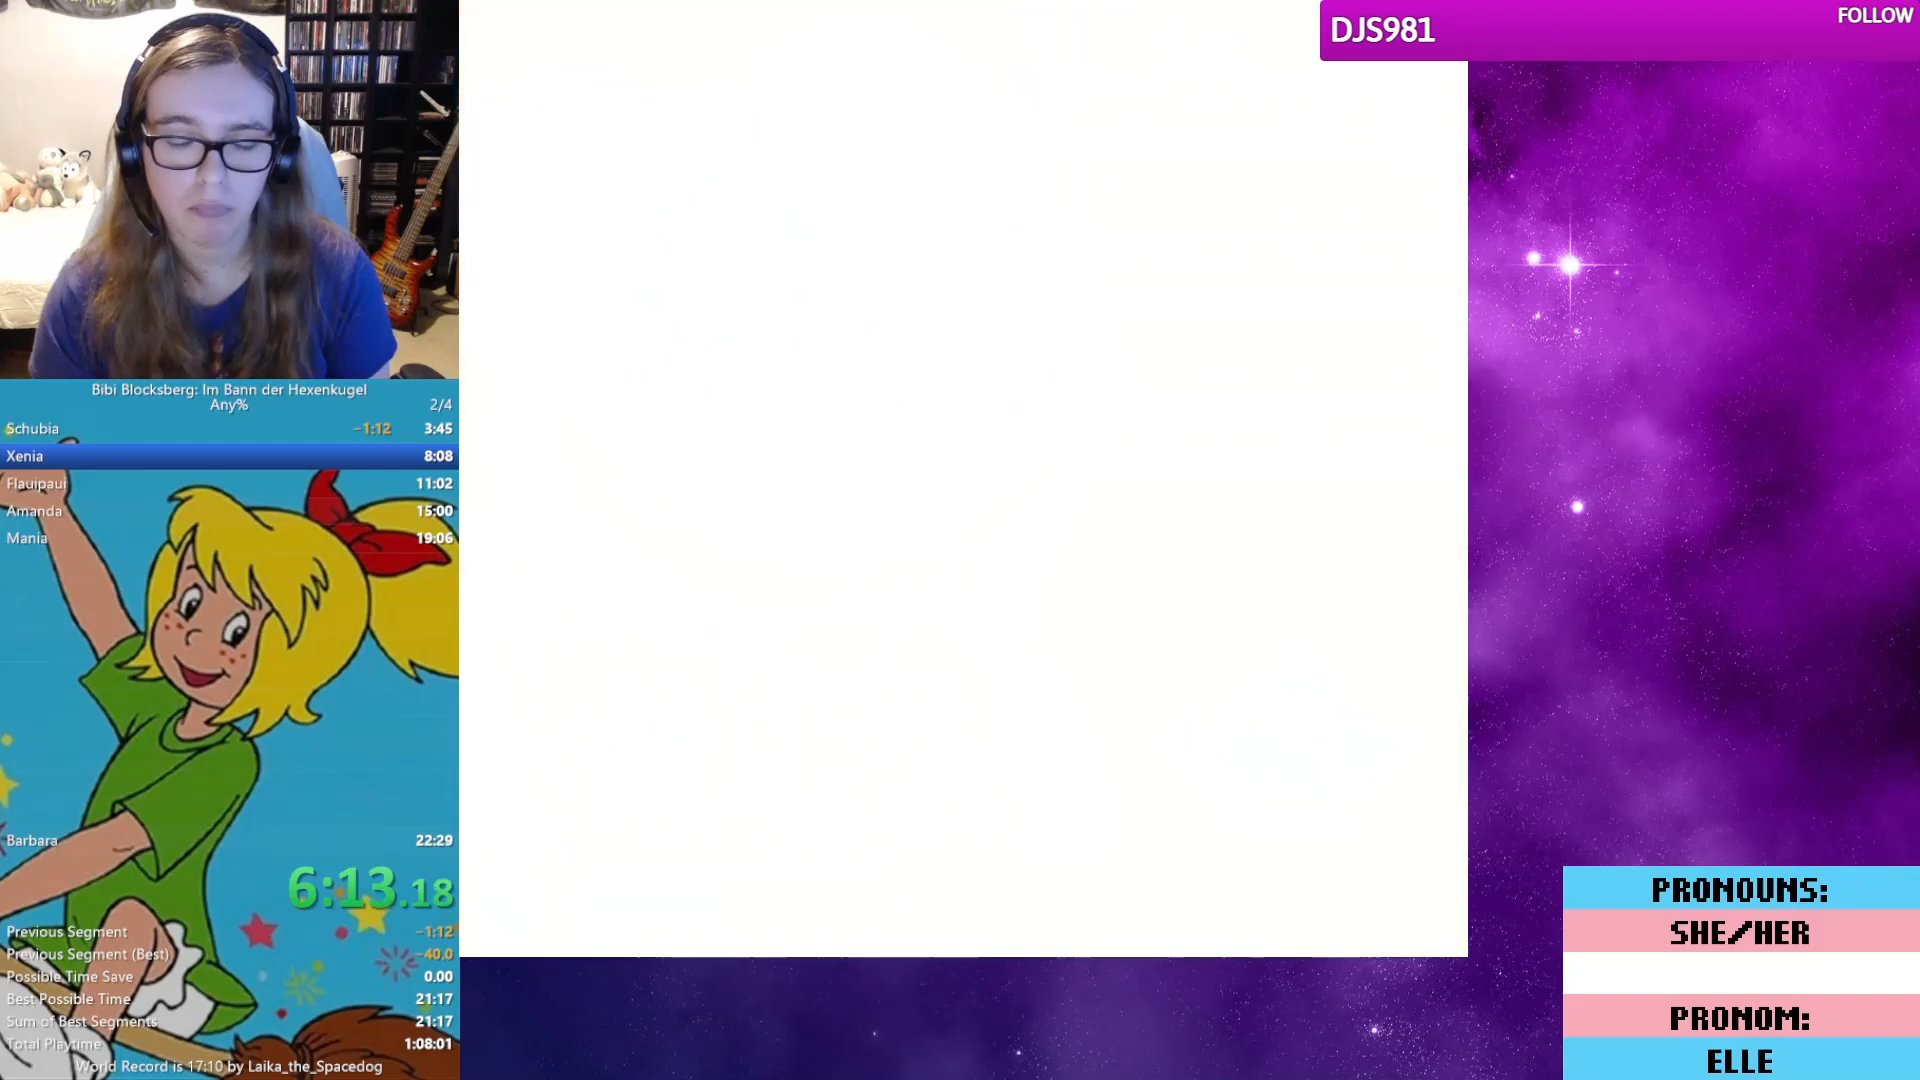 DJS981
FOLLOW
Bibi Blocksberg: Im Bann der Hexenkugel
Any%
2/4
Schubia −1:12 3:45
Xenia 8:08
Flauipaui 11:02
Amanda 15:00
Mania 19:06
Barbara 22:29
6:13.18
Previous Segment −1:12
Previous Segment (Best) −40.0
Possible Time Save 0.00
Best Possible Time 21:17
Sum of Best Segments 21:17
Total Playtime 1:08:01
World Record is 17:10 by Laika_the_Spacedog
PRONOUNS:
SHE/HER
PRONOM:
ELLE